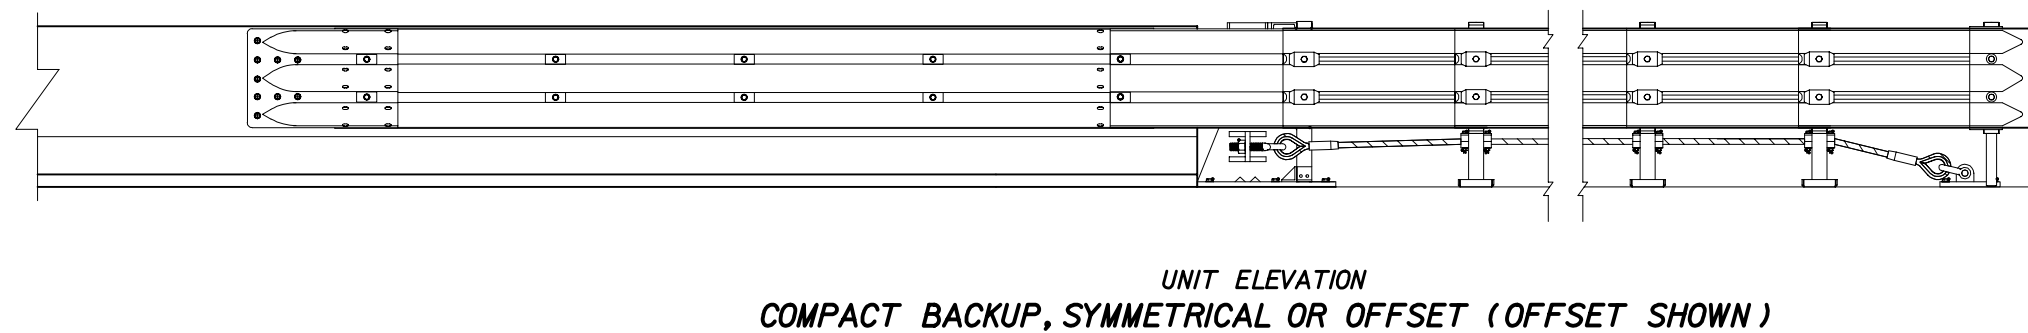 UNIT ELEVATION
COMPACT BACKUP, SYMMETRICAL OR OFFSET (OFFSET SHOWN)